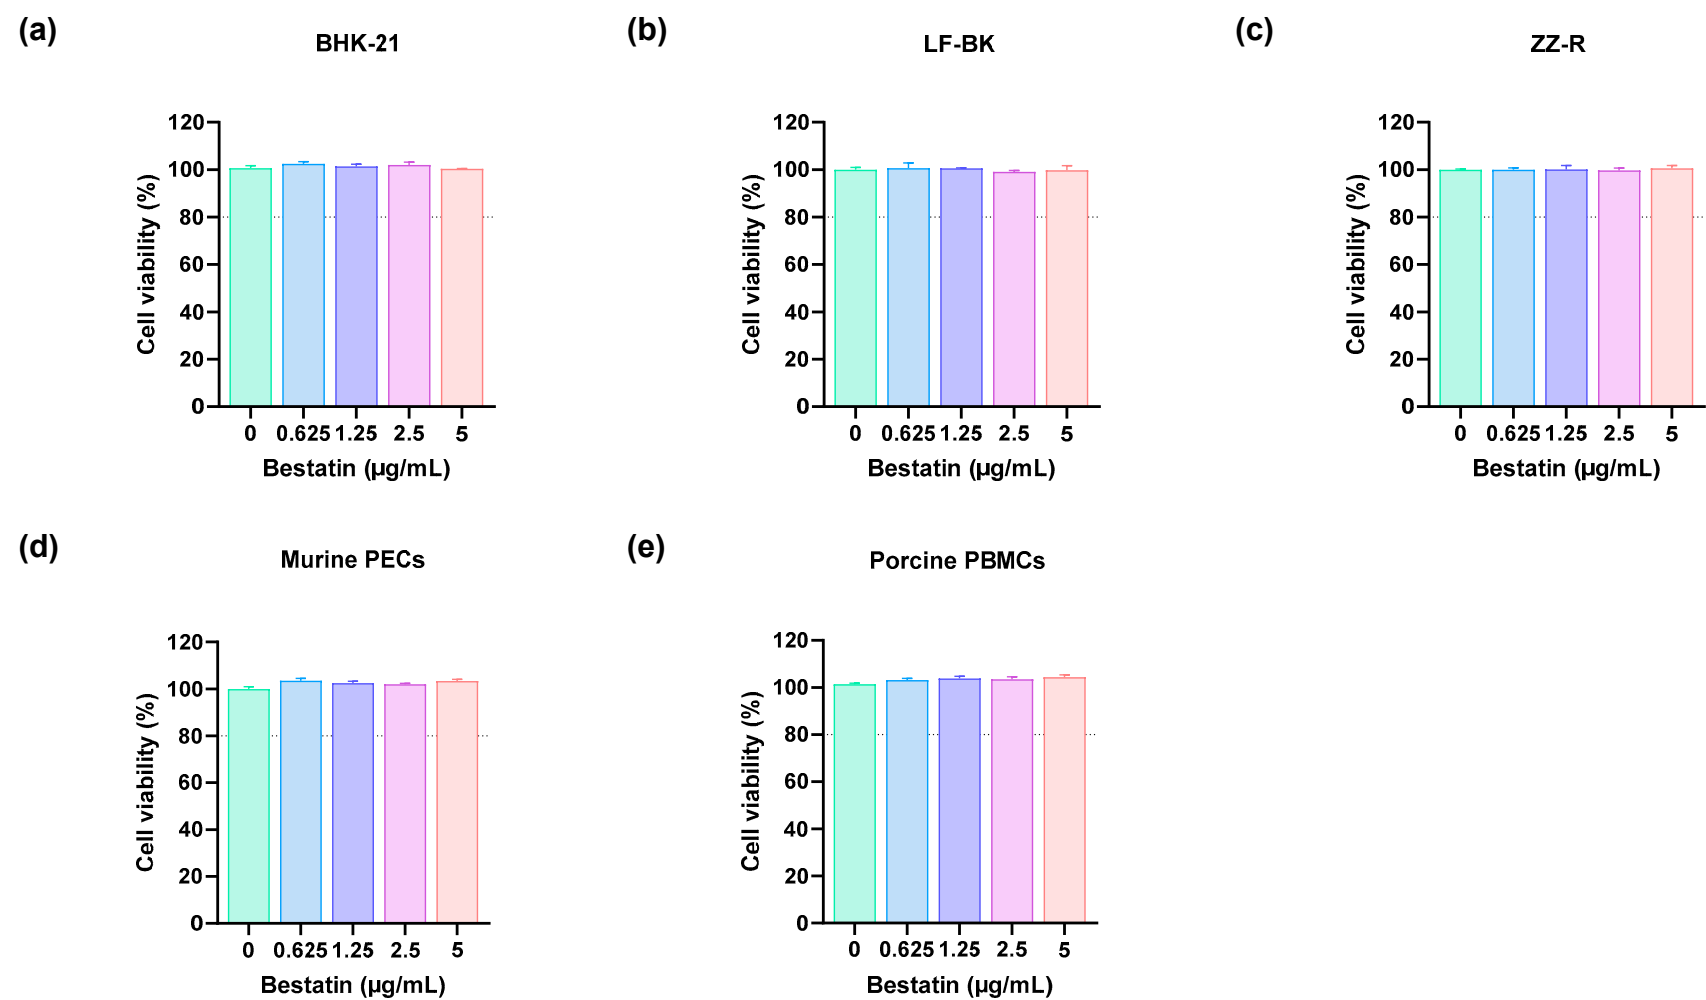 (a)
BHK-21
120
100
80
60
40
20
0
Cell viability (%)
0 0.625 1.25 2.5 5
Bestatin (µg/mL)
(b)
LF-BK
120
100
80
60
40
20
0
Cell viability (%)
0 0.625 1.25 2.5 5
Bestatin (µg/mL)
(c)
ZZ-R
120
100
80
60
40
20
0
Cell viability (%)
0 0.625 1.25 2.5 5
Bestatin (µg/mL)
(d)
Murine PECs
120
100
80
60
40
20
0
Cell viability (%)
0 0.625 1.25 2.5 5
Bestatin (µg/mL)
(e)
Porcine PBMCs
120
100
80
60
40
20
0
Cell viability (%)
0 0.625 1.25 2.5 5
Bestatin (µg/mL)